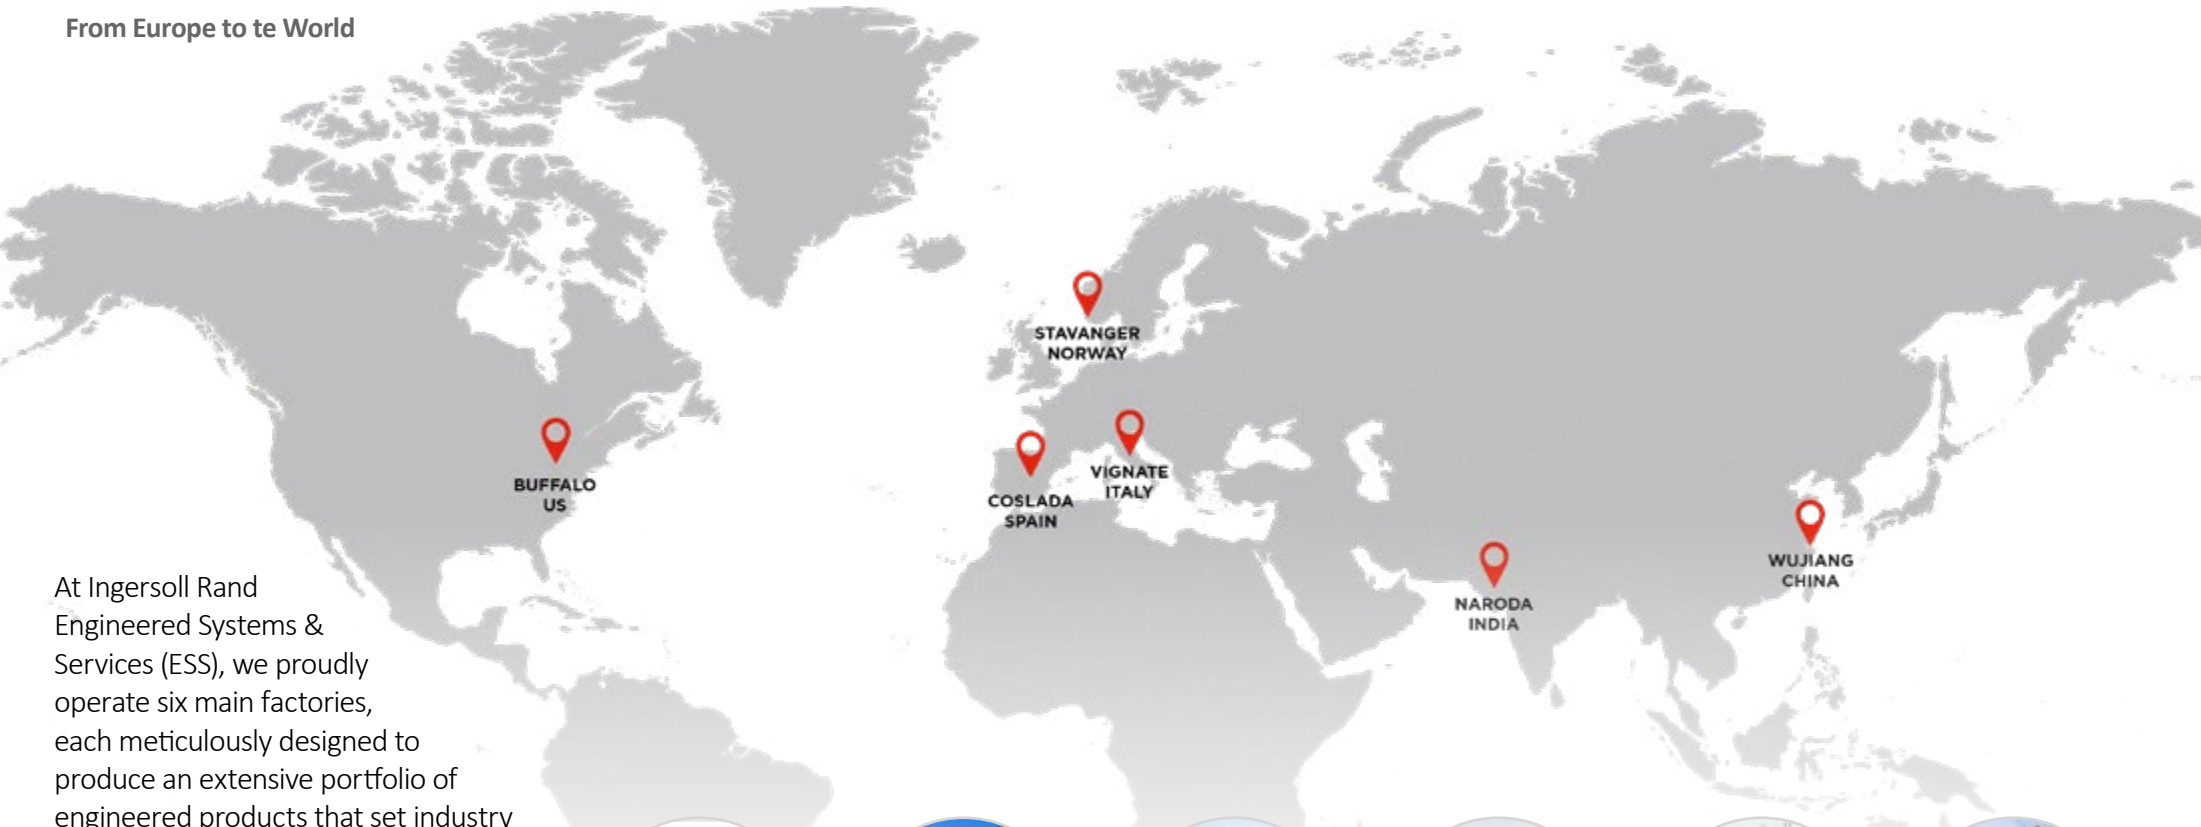 From Europe to te World
STAVANGER
NORWAY
BUFFALO
US
VIGNATE
ITALY
COSLADA
SPAIN
WUJIANG
CHINA
NARODA
INDIA
At Ingersoll Rand
Engineered Systems &
Services (ESS), we proudly
operate six main factories,
each meticulously designed to
produce an extensive portfolio of
engineered products that set industry